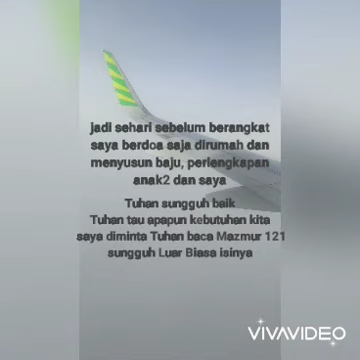 jadi sehari sebelum berangkat
saya berdoa saja dirumah dan
menyusun baju, perlengkapan
anak2 dan saya
Tuhan sungguh baik
Tuhan tau apapun kebutuhan kita
saya diminta Tuhan baca Mazmur 121
sungguh Luar Biasa isinya
VIVAVIDEO